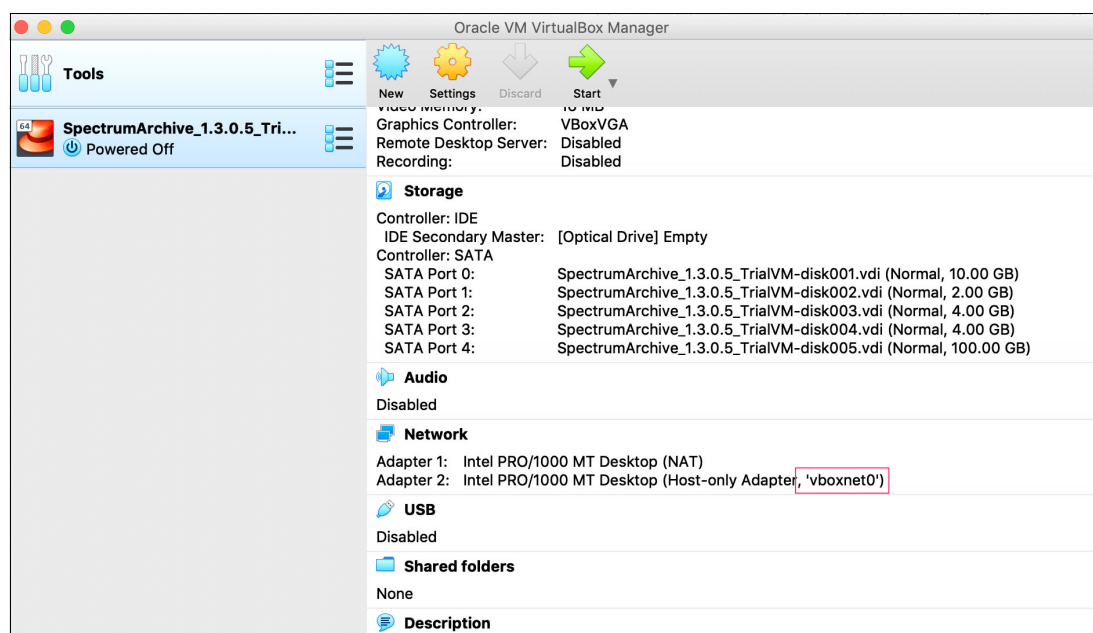 Oracle VM VirtualBox Manager
Tools
New Settings Discard Start
64
SpectrumArchive_1.3.0.5_Tri...
Powered Off
Video Memory: 16 MB
Graphics Controller: VBoxVGA
Remote Desktop Server: Disabled
Recording: Disabled
Storage
Controller: IDE
IDE Secondary Master: [Optical Drive] Empty
Controller: SATA
SATA Port 0: SpectrumArchive_1.3.0.5_TrialVM-disk001.vdi (Normal, 10.00 GB)
SATA Port 1: SpectrumArchive_1.3.0.5_TrialVM-disk002.vdi (Normal, 2.00 GB)
SATA Port 2: SpectrumArchive_1.3.0.5_TrialVM-disk003.vdi (Normal, 4.00 GB)
SATA Port 3: SpectrumArchive_1.3.0.5_TrialVM-disk004.vdi (Normal, 4.00 GB)
SATA Port 4: SpectrumArchive_1.3.0.5_TrialVM-disk005.vdi (Normal, 100.00 GB)
Audio
Disabled
Network
Adapter 1: Intel PRO/1000 MT Desktop (NAT)
Adapter 2: Intel PRO/1000 MT Desktop (Host-only Adapter, 'vboxnet0')
USB
Disabled
Shared folders
None
Description